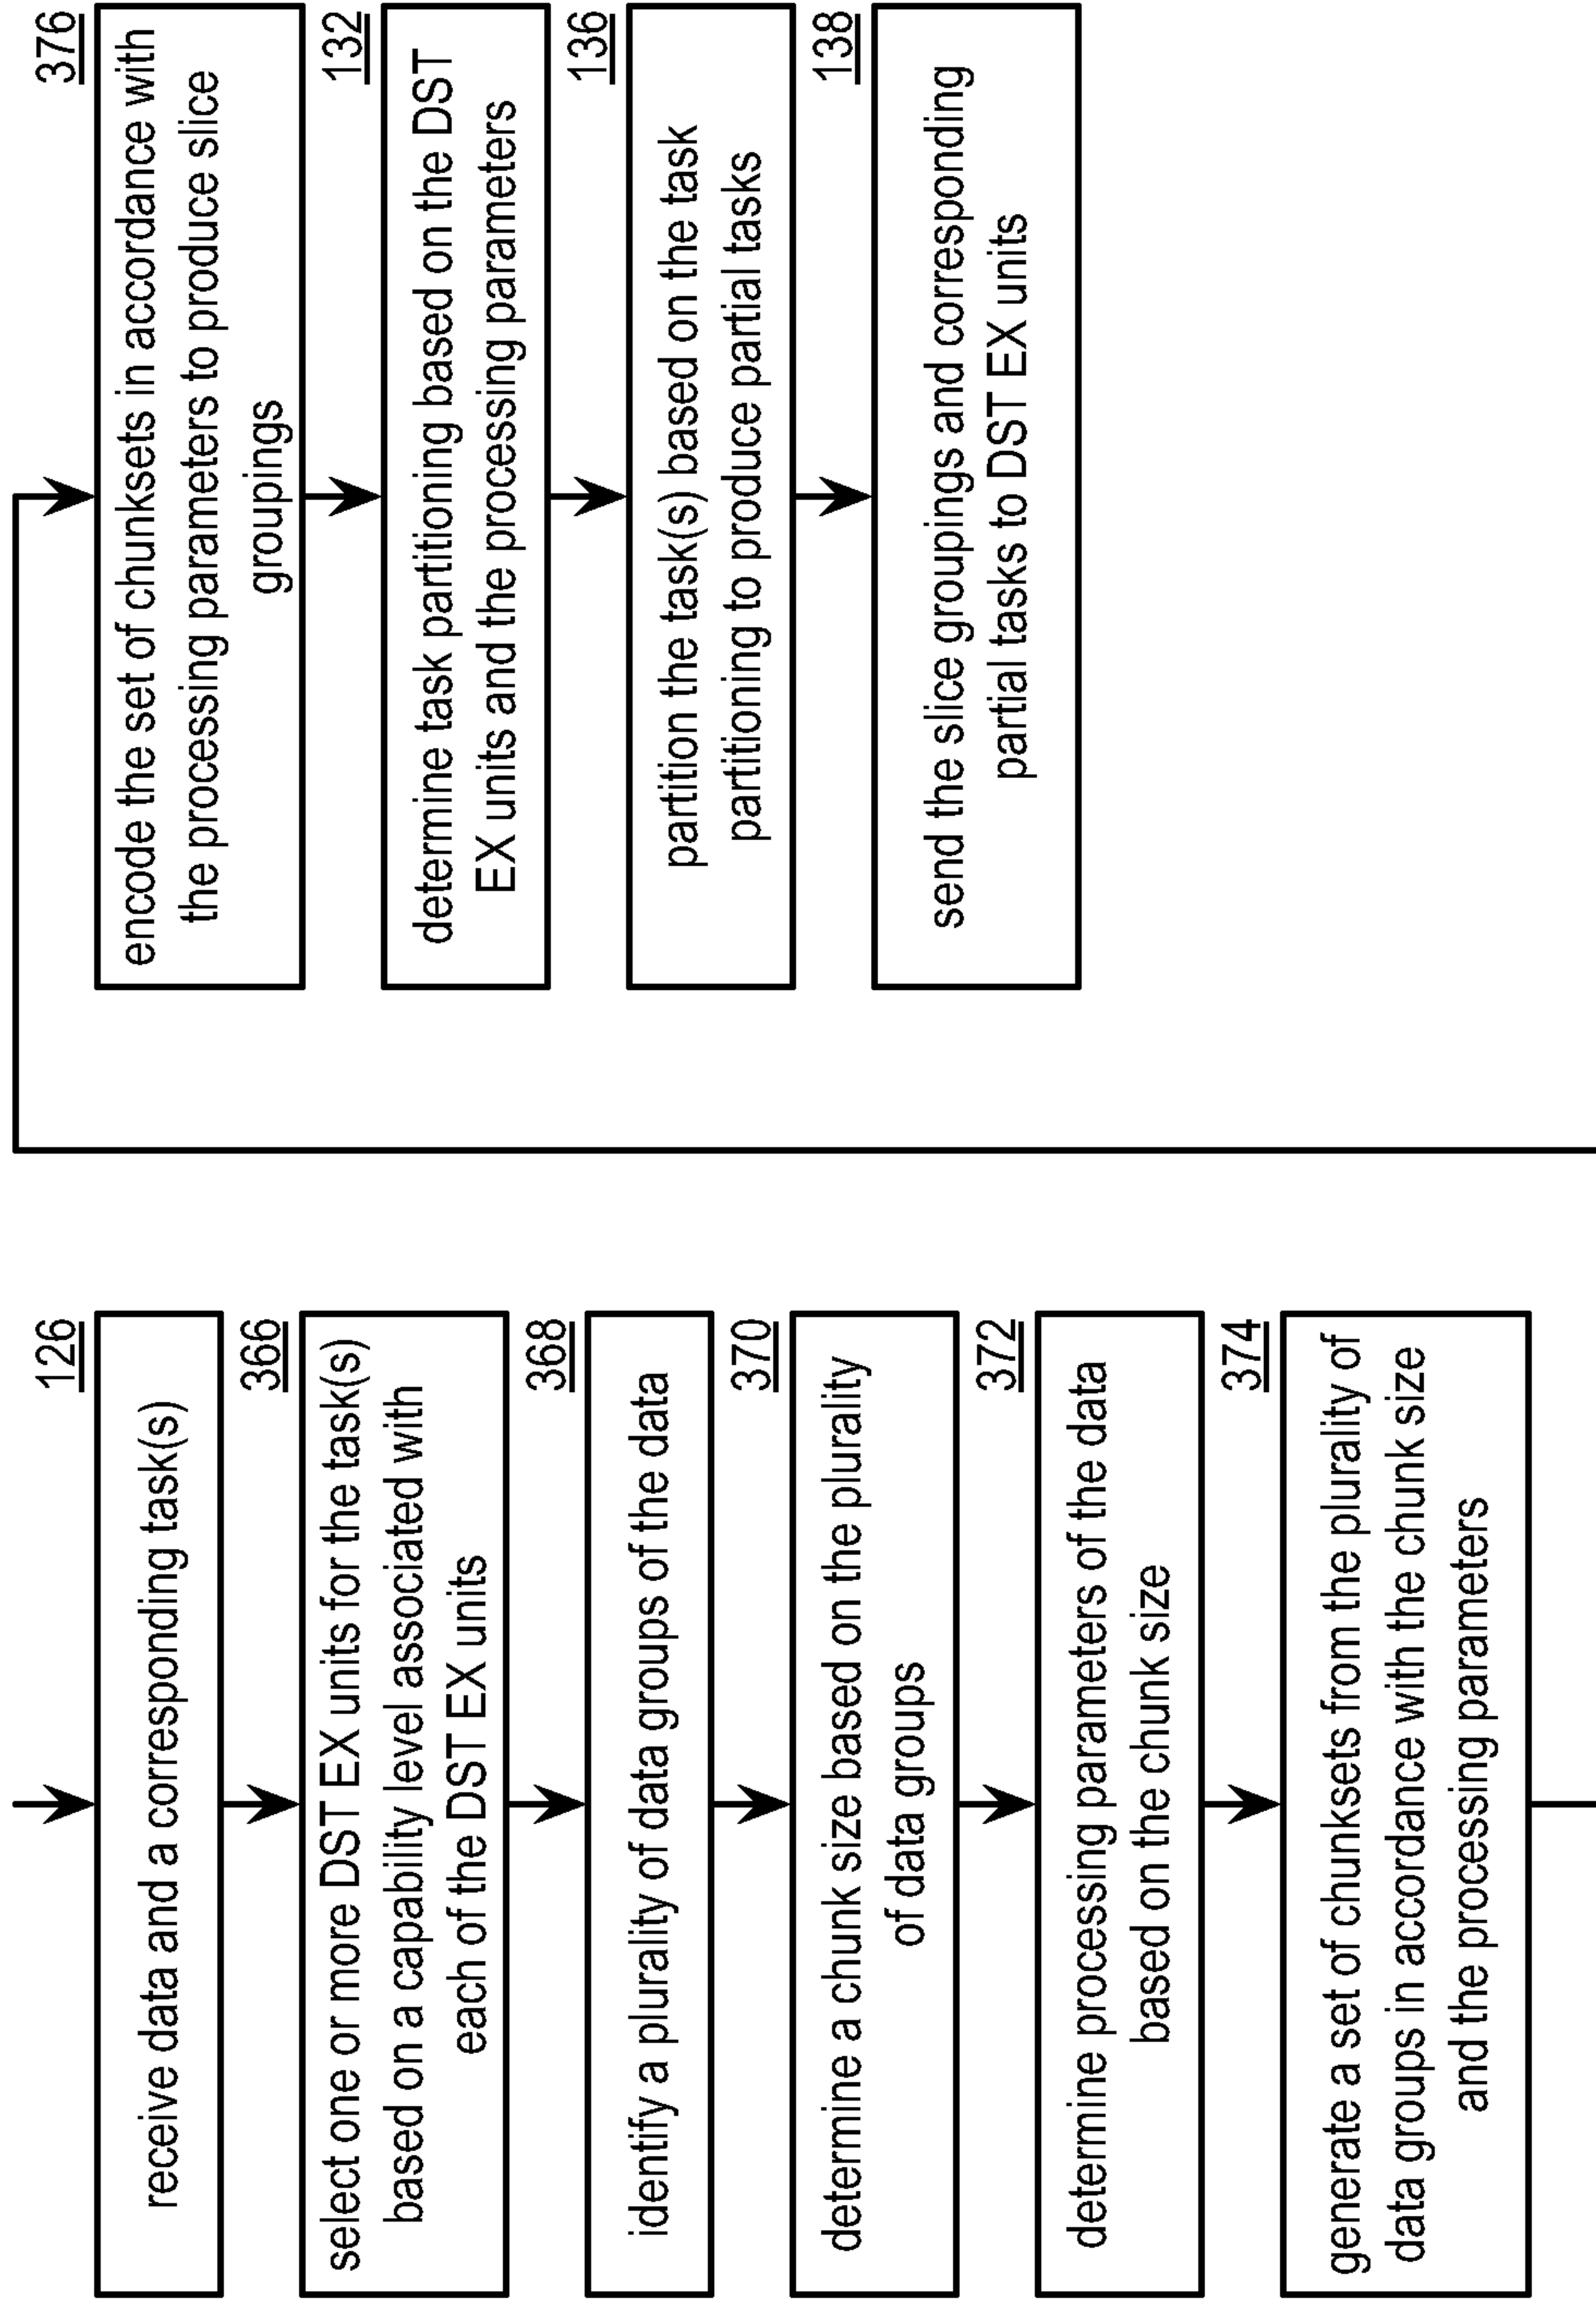 126
receive data and a corresponding task(s)
366
select one or more DST EX units for the task(s)
based on a capability level associated with
each of the DST EX units
368
identify a plurality of data groups of the data
370
determine a chunk size based on the plurality
of data groups
372
determine processing parameters of the data
based on the chunk size
374
generate a set of chunksets from the plurality of
data groups in accordance with the chunk size
and the processing parameters
376
encode the set of chunksets in accordance with
the processing parameters to produce slice
groupings
132
determine task partitioning based on the DST
EX units and the processing parameters
136
partition the task(s) based on the task
partitioning to produce partial tasks
138
send the slice groupings and corresponding
partial tasks to DST EX units